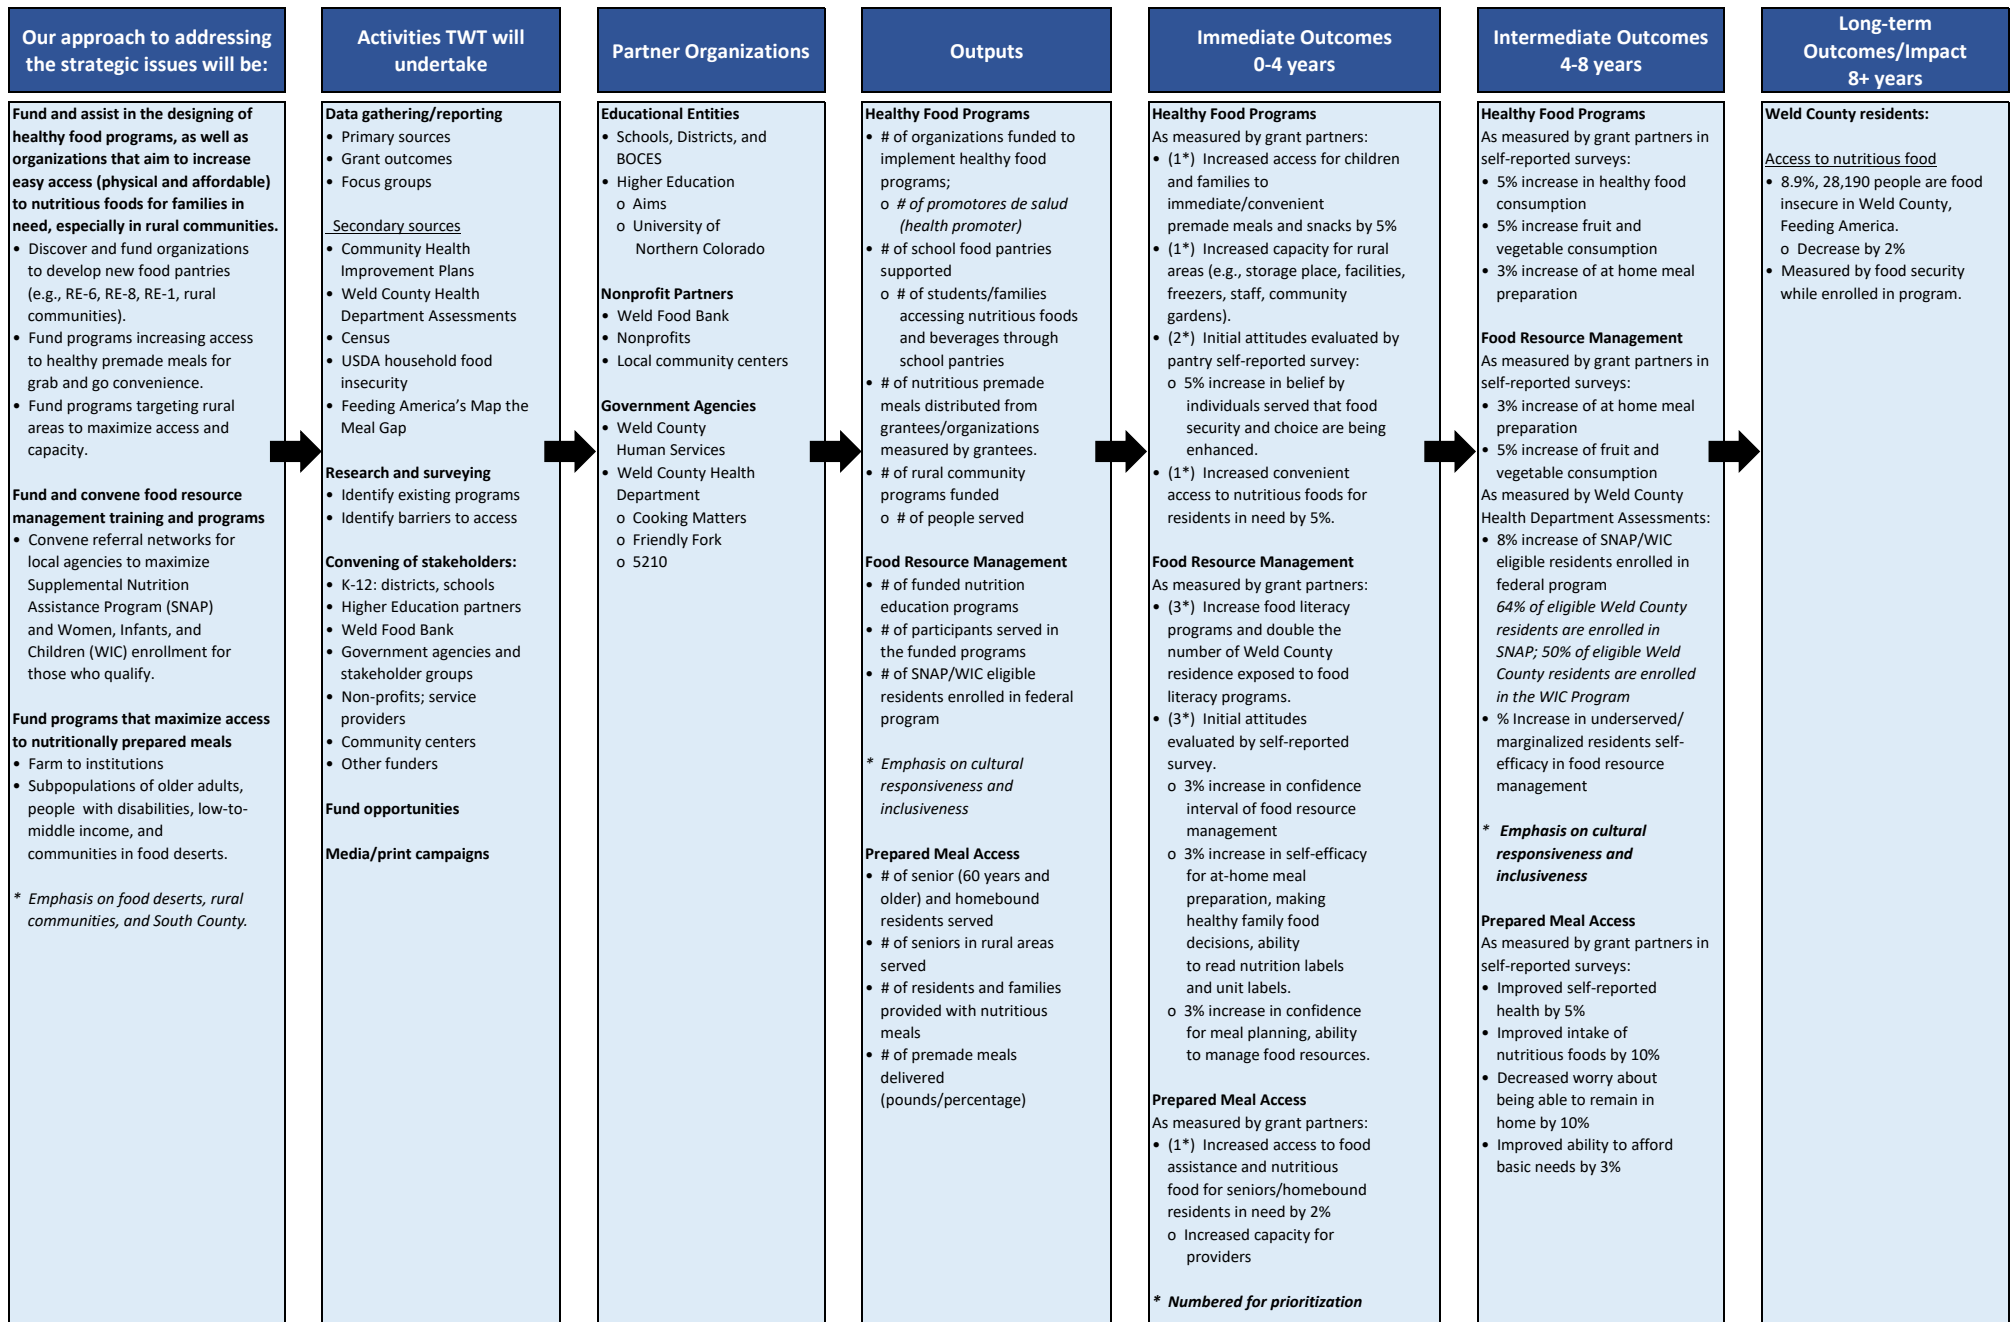 Our approach to addressing
the strategic issues will be:
Fund and assist in the designing of
healthy food programs, as well as
organizations that aim to increase
easy access (physical and affordable)
to nutritious foods for families in
need, especially in rural communities.
• Discover and fund organizations
to develop new food pantries
(e.g., RE-6, RE-8, RE-1, rural
communities).
• Fund programs increasing access
to healthy premade meals for
grab and go convenience.
• Fund programs targeting rural
areas to maximize access and
capacity.
Fund and convene food resource
management training and programs
• Convene referral networks for
local agencies to maximize
Supplemental Nutrition
Assistance Program (SNAP)
and Women, Infants, and
Children (WIC) enrollment for
those who qualify.
Fund programs that maximize access
to nutritionally prepared meals
• Farm to institutions
• Subpopulations of older adults,
people with disabilities, low-to-
middle income, and
communities in food deserts.
* Emphasis on food deserts, rural
communities, and South County.
Activities TWT will
undertake
Data gathering/reporting
• Primary sources
• Grant outcomes
• Focus groups
Secondary sources
• Community Health
Improvement Plans
• Weld County Health
Department Assessments
• Census
• USDA household food
insecurity
• Feeding America's Map the
Meal Gap
Research and surveying
• Identify existing programs
• Identify barriers to access
Convening of stakeholders:
• K-12: districts, schools
• Higher Education partners
• Weld Food Bank
• Government agencies and
stakeholder groups
• Non-profits; service
providers
• Community centers
• Other funders
Fund opportunities
Media/print campaigns
Partner Organizations
Educational Entities
• Schools, Districts, and
BOCES
• Higher Education
o Aims
o University of
Northern Colorado
Nonprofit Partners
• Weld Food Bank
• Nonprofits
• Local community centers
Government Agencies
• Weld County
Human Services
• Weld County Health
Department
o Cooking Matters
o Friendly Fork
o 5210
Outputs
Healthy Food Programs
• # of organizations funded to
implement healthy food
programs;
o # of promotores de salud
(health promoter)
• # of school food pantries
supported
o # of students/families
accessing nutritious foods
and beverages through
school pantries
• # of nutritious premade
meals distributed from
grantees/organizations
measured by grantees.
• # of rural community
programs funded
o # of people served
Food Resource Management
• # of funded nutrition
education programs
• # of participants served in
the funded programs
• # of SNAP/WIC eligible
residents enrolled in federal
program
* Emphasis on cultural
responsiveness and
inclusiveness
Prepared Meal Access
• # of senior (60 years and
older) and homebound
residents served
• # of seniors in rural areas
served
• # of residents and families
provided with nutritious
meals
• # of premade meals
delivered
(pounds/percentage)
Immediate Outcomes
0-4 years
Healthy Food Programs
As measured by grant partners:
• (1*) Increased access for children
and families to
immediate/convenient
premade meals and snacks by 5%
• (1*) Increased capacity for rural
areas (e.g., storage place, facilities,
freezers, staff, community
gardens).
• (2*) Initial attitudes evaluated by
pantry self-reported survey:
o 5% increase in belief by
individuals served that food
security and choice are being
enhanced.
• (1*) Increased convenient
access to nutritious foods for
residents in need by 5%.
Food Resource Management
As measured by grant partners:
• (3*) Increase food literacy
programs and double the
number of Weld County
residence exposed to food
literacy programs.
• (3*) Initial attitudes
evaluated by self-reported
survey.
o 3% increase in confidence
interval of food resource
management
o 3% increase in self-efficacy
for at-home meal
preparation, making
healthy family food
decisions, ability
to read nutrition labels
and unit labels.
o 3% increase in confidence
for meal planning, ability
to manage food resources.
Prepared Meal Access
As measured by grant partners:
• (1*) Increased access to food
assistance and nutritious
food for seniors/homebound
residents in need by 2%
o Increased capacity for
providers
* Numbered for prioritization
Intermediate Outcomes
4-8 years
Healthy Food Programs
As measured by grant partners in
self-reported surveys:
• 5% increase in healthy food
consumption
• 5% increase fruit and
vegetable consumption
• 3% increase of at home meal
preparation
Food Resource Management
As measured by grant partners in
self-reported surveys:
• 3% increase of at home meal
preparation
• 5% increase of fruit and
vegetable consumption
As measured by Weld County
Health Department Assessments:
• 8% increase of SNAP/WIC
eligible residents enrolled in
federal program
64% of eligible Weld County
residents are enrolled in
SNAP; 50% of eligible Weld
County residents are enrolled
in the WIC Program
• % Increase in underserved/
marginalized residents self-
efficacy in food resource
management
* Emphasis on cultural
responsiveness and
inclusiveness
Prepared Meal Access
As measured by grant partners in
self-reported surveys:
• Improved self-reported
health by 5%
• Improved intake of
nutritious foods by 10%
• Decreased worry about
being able to remain in
home by 10%
• Improved ability to afford
basic needs by 3%
Long-term
Outcomes/Impact
8+ years
Weld County residents:
Access to nutritious food
• 8.9%, 28,190 people are food
insecure in Weld County,
Feeding America.
o Decrease by 2%
• Measured by food security
while enrolled in program.